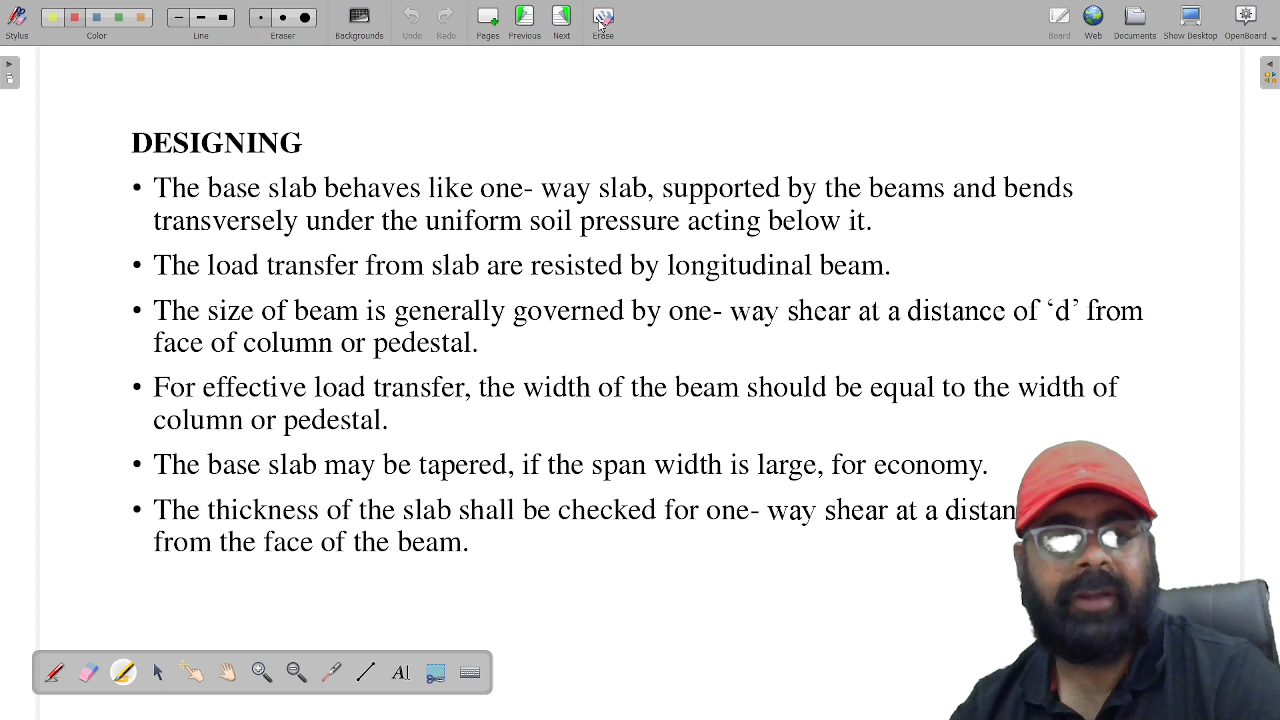 Stylus
Color
Line
Eraser
Backgrounds
Undo
Redo
Pages
Previous
Next
Erase
Board
Web
Documents
Show Desktop
OpenBoard
DESIGNING
• The base slab behaves like one- way slab, supported by the beams and bends
transversely under the uniform soil pressure acting below it.
• The load transfer from slab are resisted by longitudinal beam.
• The size of beam is generally governed by one- way shear at a distance of ‘d’ from
face of column or pedestal.
• For effective load transfer, the width of the beam should be equal to the width of
column or pedestal.
• The base slab may be tapered, if the span width is large, for economy.
• The thickness of the slab shall be checked for one- way shear at a distan
from the face of the beam.
AI